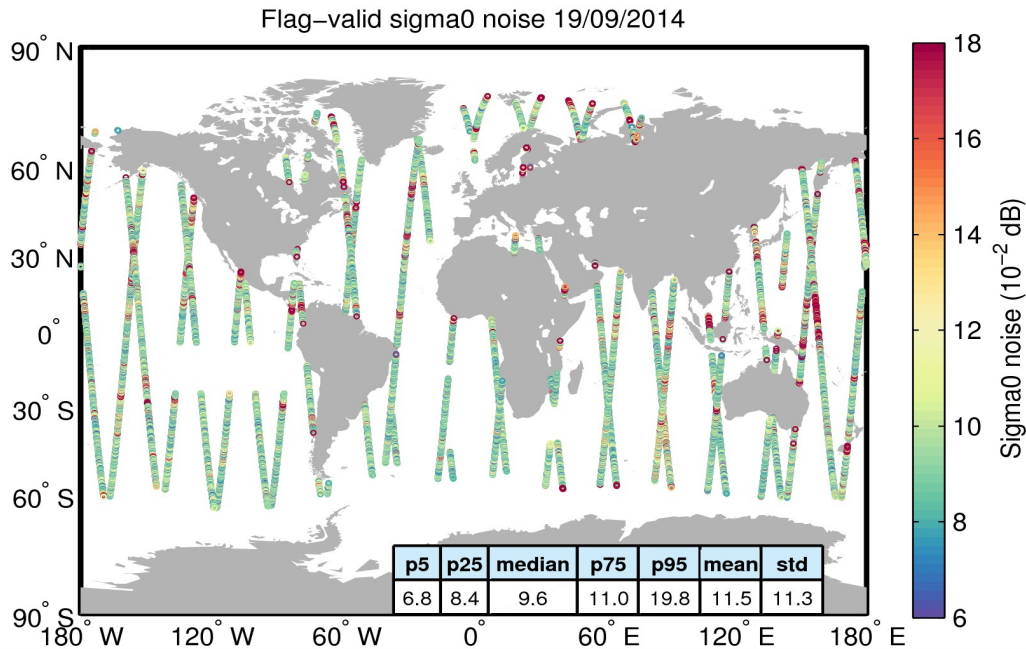 Flag−valid sigma0 noise 19/09/2014
90° N
60° N
30° N
0°
30° S
60° S
90° S
180° W
120° W
60° W
0°
60° E
120° E
180° E
p5 p25 median p75 p95 mean std
6.8 8.4 9.6 11.0 19.8 11.5 11.3
18
16
14
12
10
8
6
Sigma0 noise (10⁻² dB)